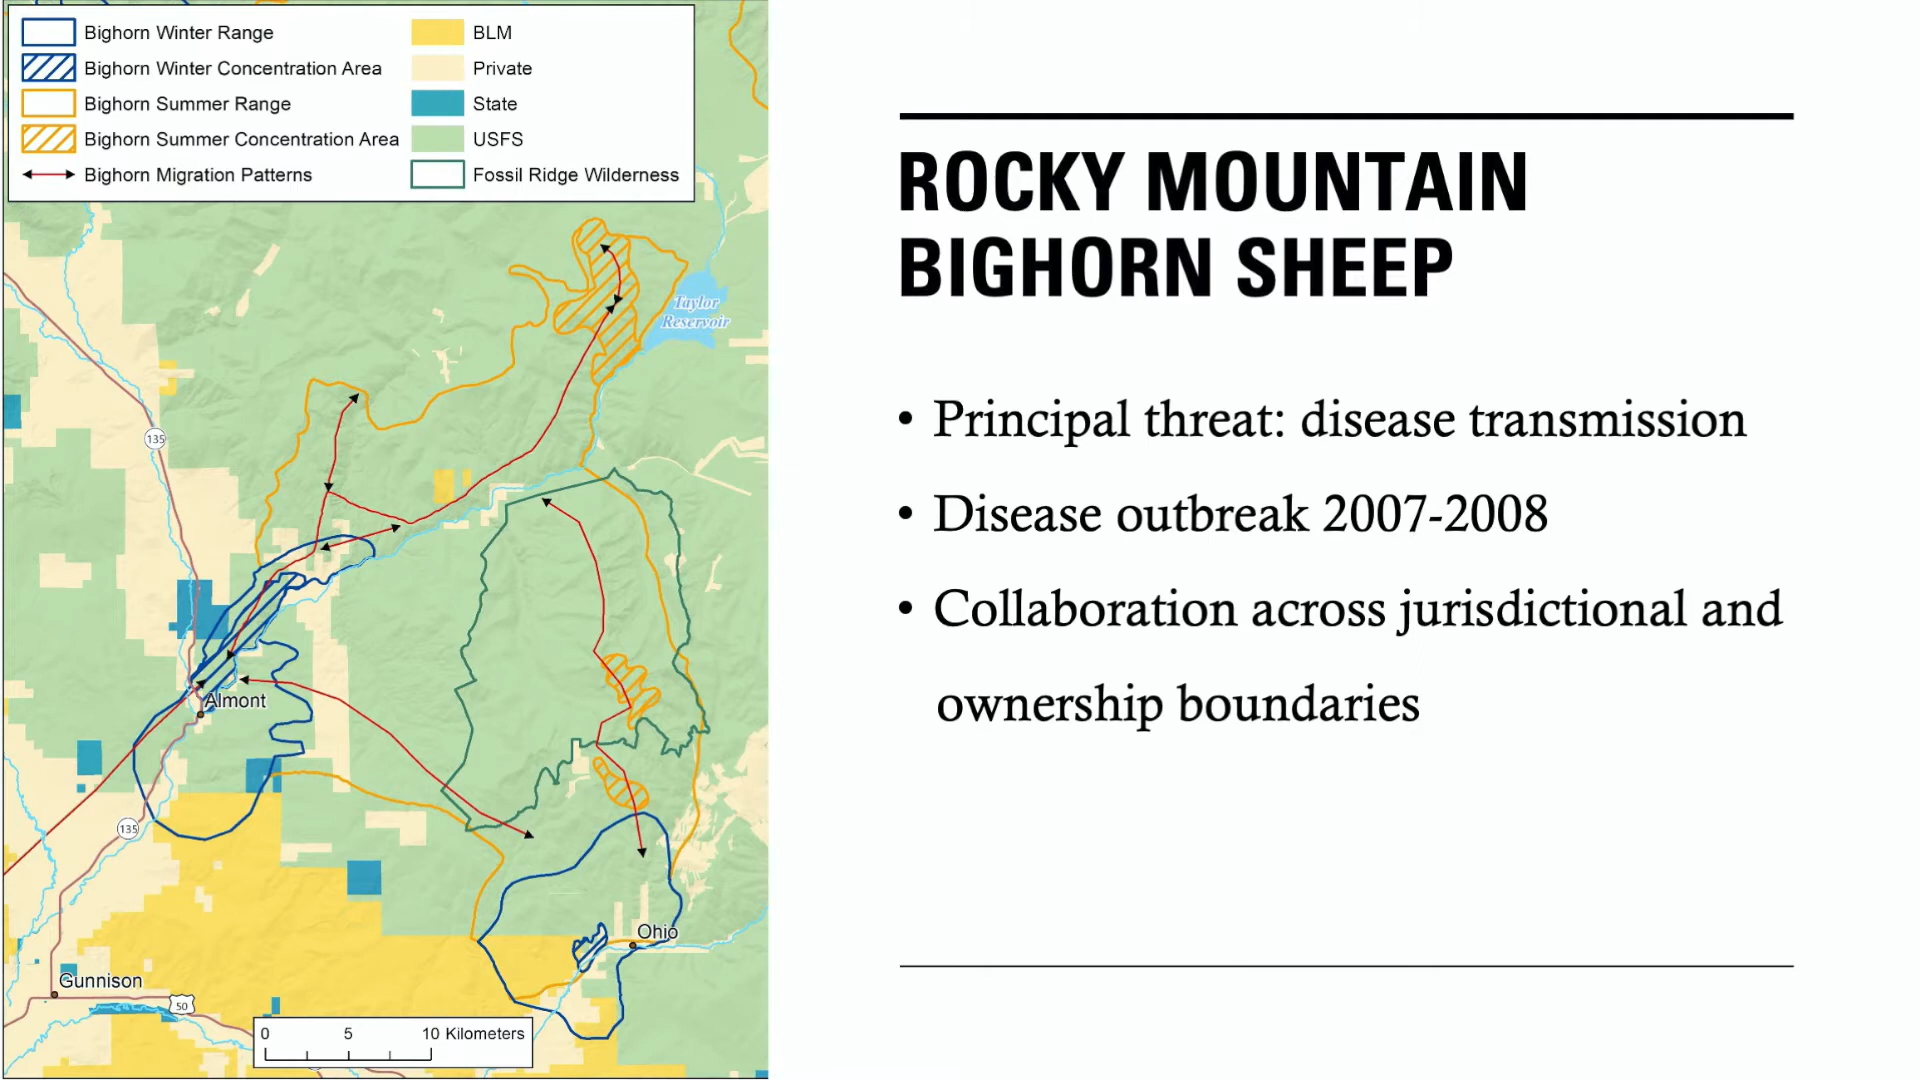 Bighorn Winter Range
Bighorn Winter Concentration Area
Bighorn Summer Range
Bighorn Summer Concentration Area
Bighorn Migration Patterns
BLM
Private
State
USFS
Fossil Ridge Wilderness
Taylor
Reservoir
135
Almont
135
Ohio
Gunnison
50
0 5 10 Kilometers
ROCKY MOUNTAIN
BIGHORN SHEEP
• Principal threat: disease transmission
• Disease outbreak 2007-2008
• Collaboration across jurisdictional and
ownership boundaries